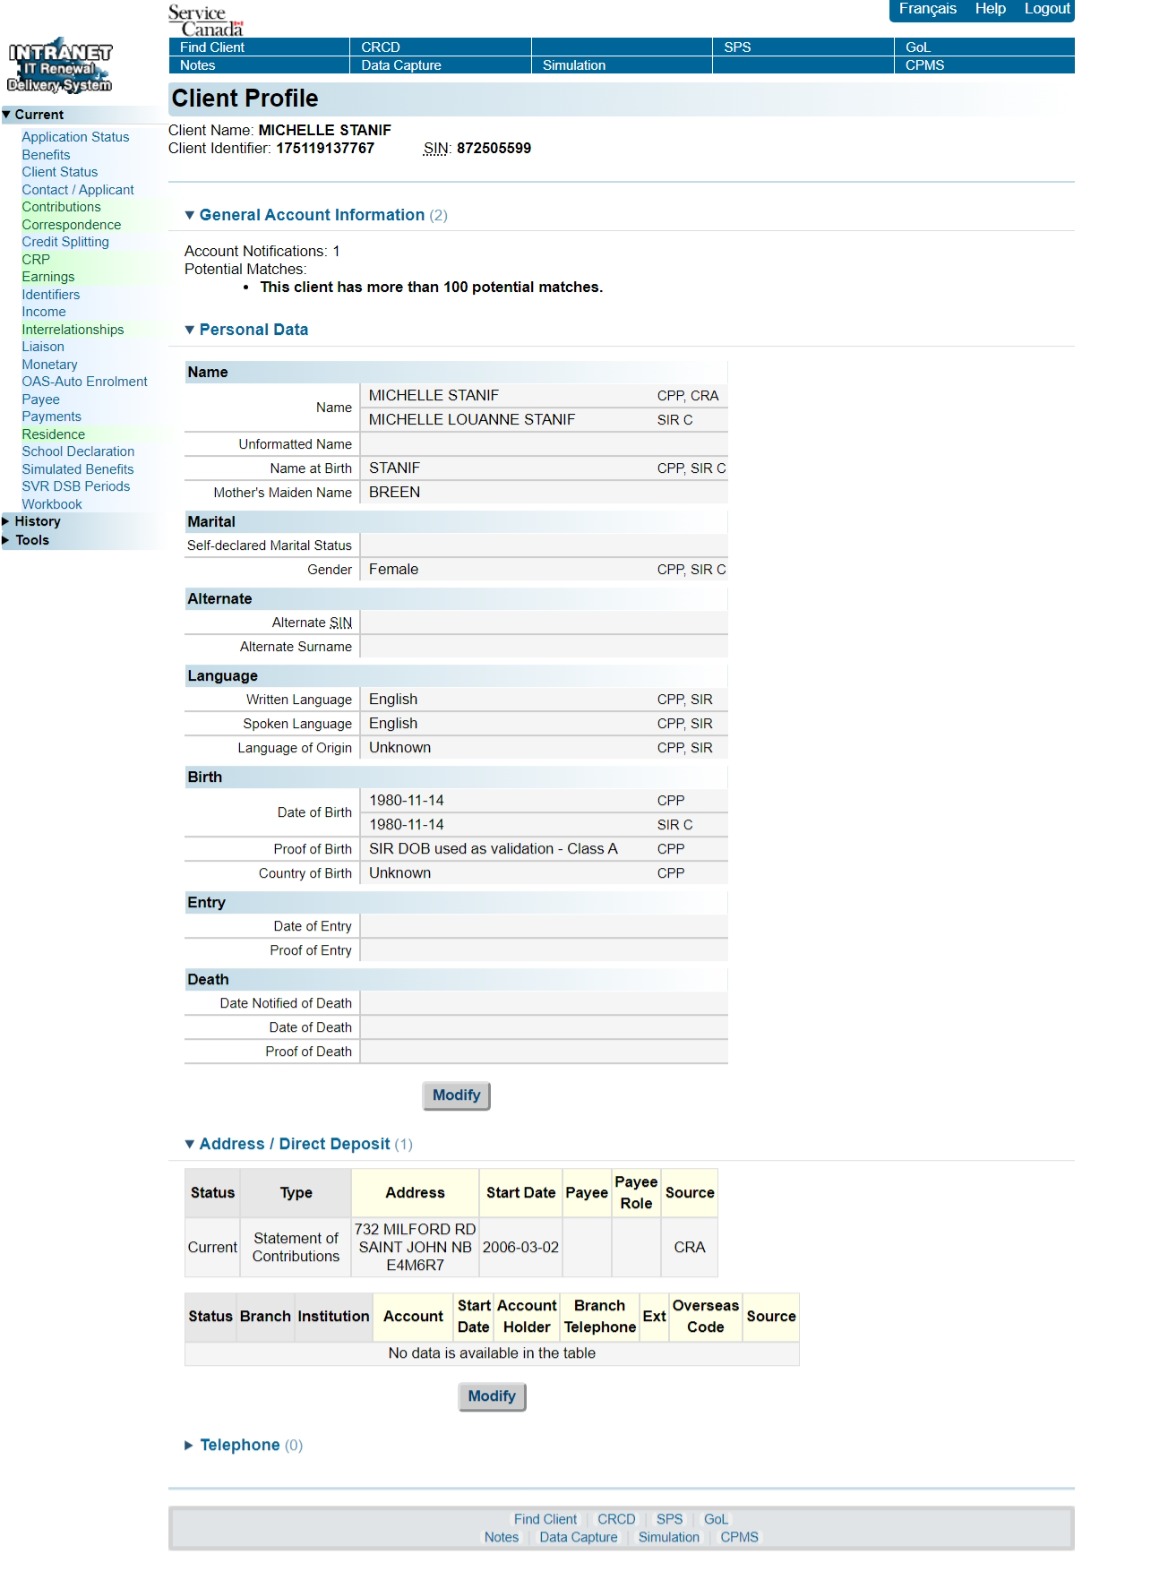 Service
Canada
Français Help Logout
Find Client CRCD SPS GoL
Notes Data Capture Simulation CPMS
INTRANET
IT Renewal
Delivery System
Client Profile
▼ Current
Client Name: MICHELLE STANIF
Application Status
Client Identifier: 175119137767 SIN: 872505599
Benefits
Client Status
Contact / Applicant
Contributions
Correspondence
Credit Splitting
CRP
Earnings
Identifiers
Income
Interrelationships
Liaison
Monetary
OAS-Auto Enrolment
Payee
Payments
Residence
School Declaration
Simulated Benefits
SVR DSB Periods
Workbook
► History
► Tools
▼ General Account Information (2)
Account Notifications: 1
Potential Matches:
• This client has more than 100 potential matches.
▼ Personal Data
Name
Name MICHELLE STANIF CPP, CRA
MICHELLE LOUANNE STANIF SIR C
Unformatted Name
Name at Birth STANIF CPP, SIR C
Mother's Maiden Name BREEN
Marital
Self-declared Marital Status
Gender Female CPP, SIR C
Alternate
Alternate SIN
Alternate Surname
Language
Written Language English CPP, SIR
Spoken Language English CPP, SIR
Language of Origin Unknown CPP, SIR
Birth
Date of Birth 1980-11-14 CPP
1980-11-14 SIR C
Proof of Birth SIR DOB used as validation - Class A CPP
Country of Birth Unknown CPP
Entry
Date of Entry
Proof of Entry
Death
Date Notified of Death
Date of Death
Proof of Death
Modify
▼ Address / Direct Deposit (1)
Status Type Address Start Date Payee Payee Role Source
Current Statement of Contributions 732 MILFORD RD SAINT JOHN NB E4M6R7 2006-03-02 CRA
Status Branch Institution Account Start Date Account Holder Branch Telephone Ext Overseas Code Source
No data is available in the table
Modify
► Telephone (0)
Find Client CRCD SPS GoL
Notes Data Capture Simulation CPMS